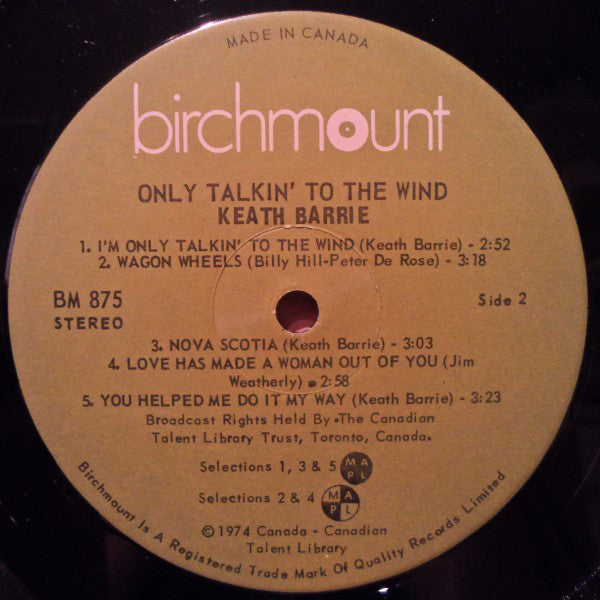 MADE IN CANADA
birchmount
ONLY TALKIN' TO THE WIND
KEATH BARRIE
1. I'M ONLY TALKIN' TO THE WIND (Keath Barrie) - 2:52
2. WAGON WHEELS (Billy Hill-Peter De Rose) - 3:18
BM 875
STEREO
Side 2
3. NOVA SCOTIA (Keath Barrie) - 3:03
4. LOVE HAS MADE A WOMAN OUT OF YOU (Jim
Weatherly) - 2:58
5. YOU HELPED ME DO IT MY WAY (Keath Barrie) - 3:23
Broadcast Rights Held By The Canadian
Talent Library Trust, Toronto, Canada.
Selections 1, 3 & 5 MAPL
Selections 2 & 4 MAPL
© 1974 Canada - Canadian
Talent Library
Birchmount Is A Registered Trade Mark Of Quality Records Limited